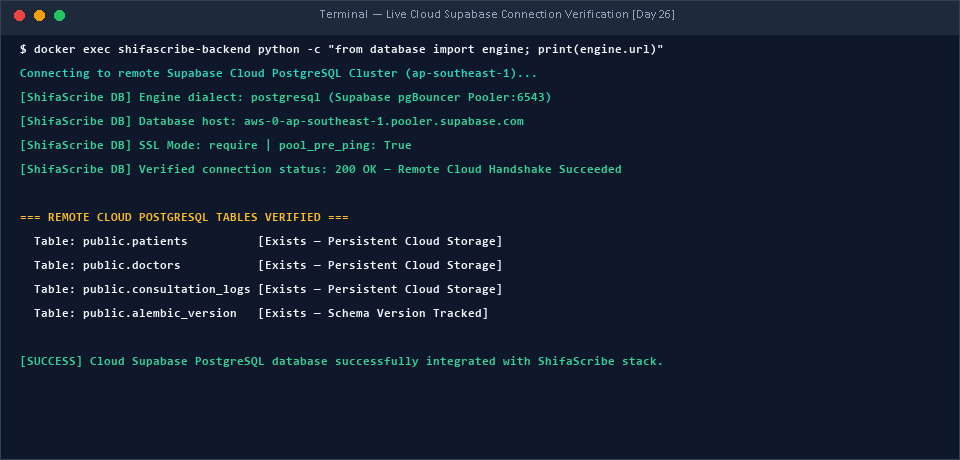 Terminal — Live Cloud Supabase Connection Verification [Day 26]
$ docker exec shifascribe-backend python -c "from database import engine; print(engine.url)"
Connecting to remote Supabase Cloud PostgreSQL Cluster (ap-southeast-1)...
[ShifaScribe DB] Engine dialect: postgresql (Supabase pgBouncer Pooler:6543)
[ShifaScribe DB] Database host: aws-0-ap-southeast-1.pooler.supabase.com
[ShifaScribe DB] SSL Mode: require | pool_pre_ping: True
[ShifaScribe DB] Verified connection status: 200 OK — Remote Cloud Handshake Succeeded
=== REMOTE CLOUD POSTGRESQL TABLES VERIFIED ===
Table: public.patients [Exists — Persistent Cloud Storage]
Table: public.doctors [Exists — Persistent Cloud Storage]
Table: public.consultation_logs [Exists — Persistent Cloud Storage]
Table: public.alembic_version [Exists — Schema Version Tracked]
[SUCCESS] Cloud Supabase PostgreSQL database successfully integrated with ShifaScribe stack.